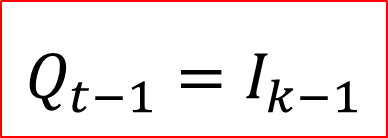 Q_{t−1} = I_{k−1}